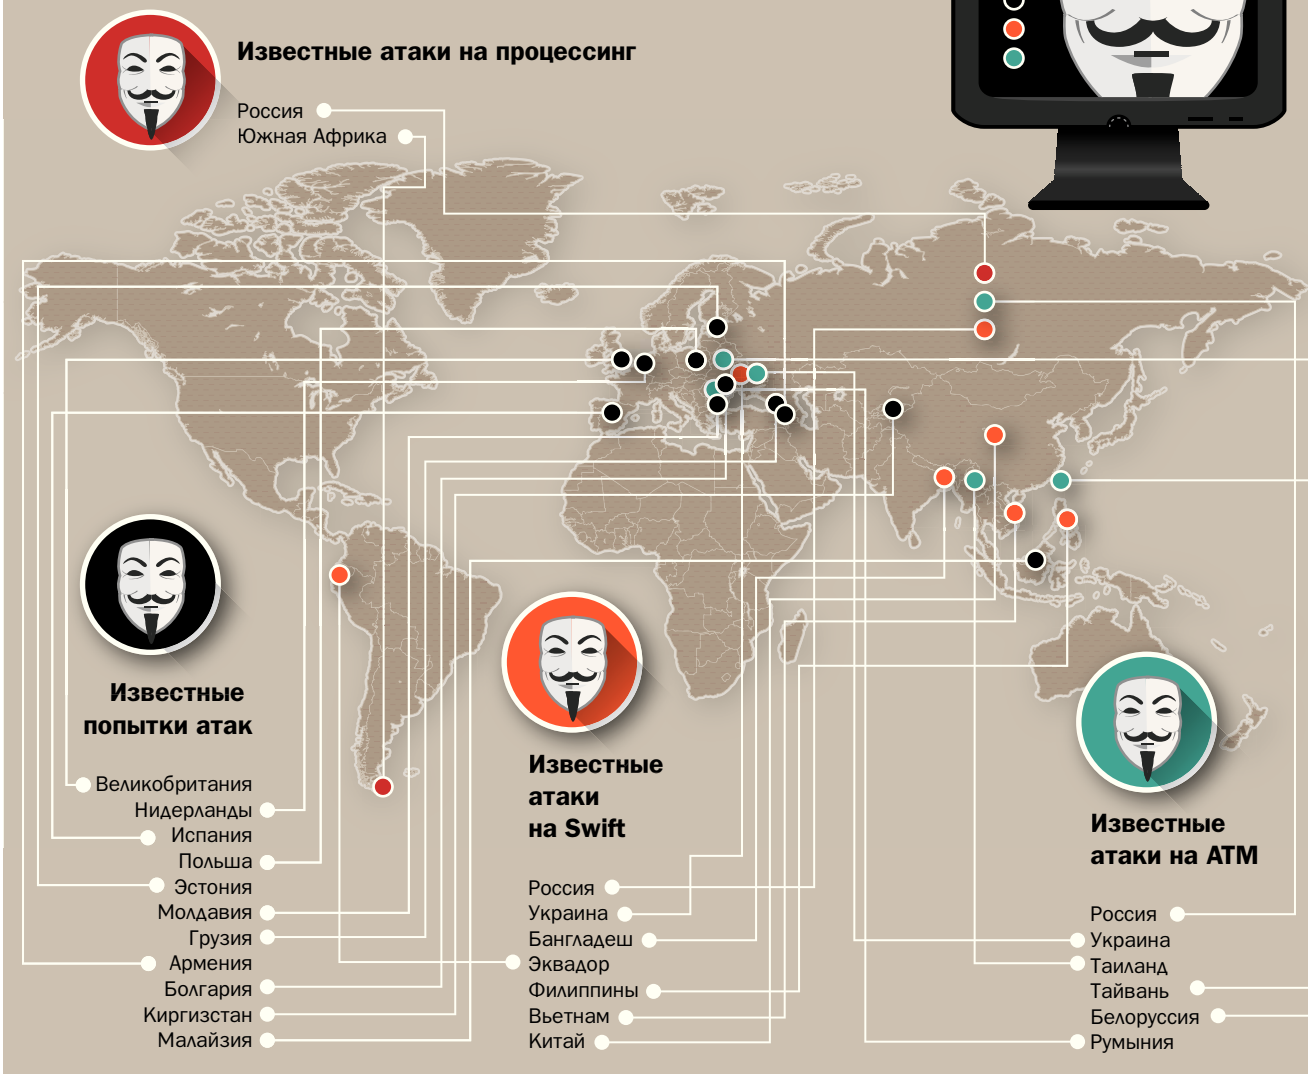 Известные атаки на процессинг
Россия
Южная Африка
Известные
попытки атак
Великобритания
Нидерланды
Испания
Польша
Эстония
Молдавия
Грузия
Армения
Болгария
Киргизстан
Малайзия
Известные
атаки
на Swift
Россия
Украина
Бангладеш
Эквадор
Филиппины
Вьетнам
Китай
Известные
атаки на ATM
Россия
Украина
Таиланд
Тайвань
Белоруссия
Румыния